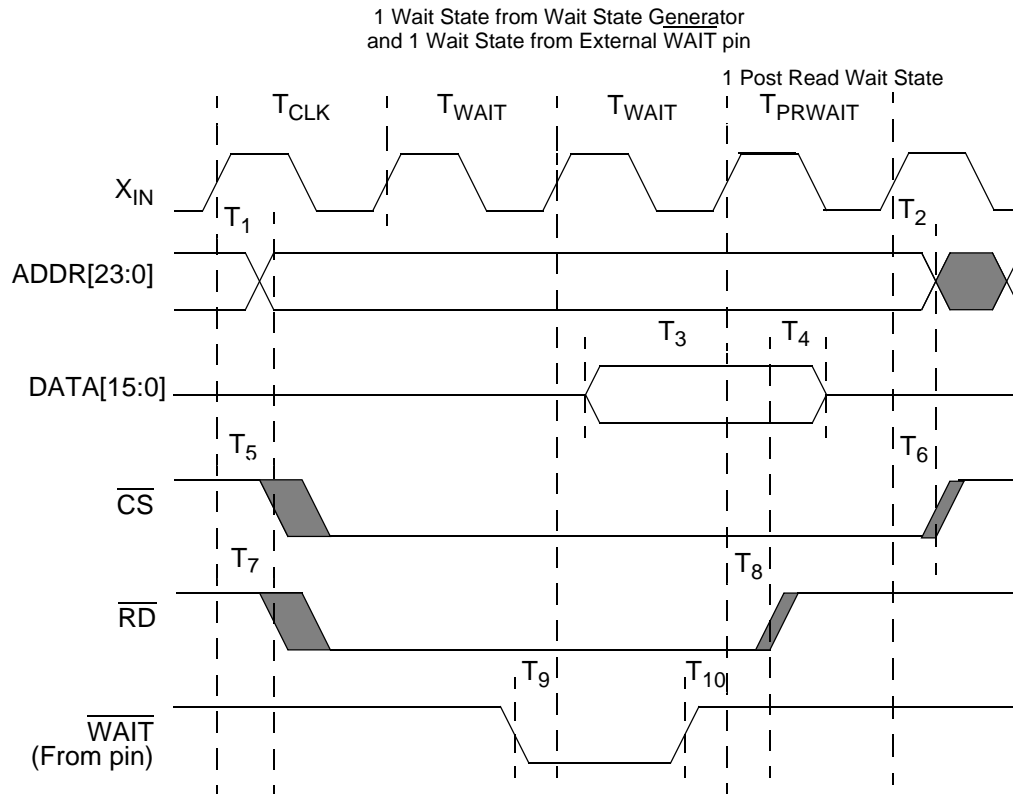 1 Wait State from Wait State Generator
and 1 Wait State from External WAIT pin
1 Post Read Wait State
TCLK TWAIT TWAIT TPRWAIT
XIN
T1 T2
ADDR[23:0]
T3 T4
DATA[15:0]
T5 T6
CS
T7 T8
RD
T9 T10
WAIT
(From pin)